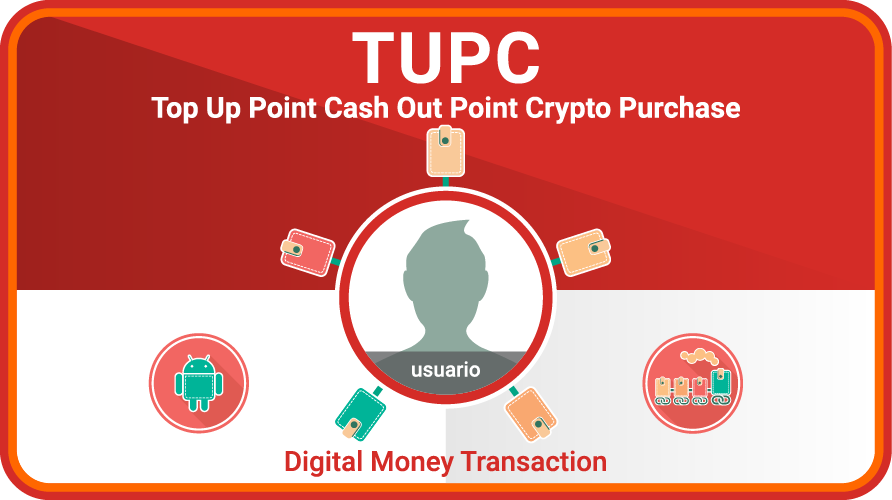 TUPC
Top Up Point Cash Out Point Crypto Purchase
usuario
Digital Money Transaction